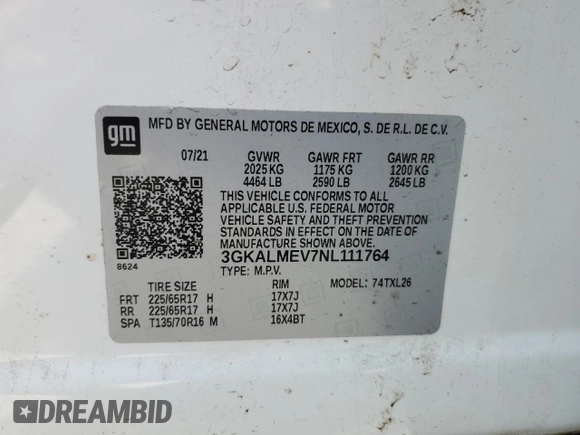 gm
MFD BY GENERAL MOTORS DE MEXICO, S. DE R.L. DE C.V.
07/21 GVWR GAWR FRT GAWR RR
2025 KG 1175 KG 1200 KG
4464 LB 2590 LB 2645 LB
THIS VEHICLE CONFORMS TO ALL
APPLICABLE U.S. FEDERAL MOTOR
VEHICLE SAFETY AND THEFT PREVENTION
STANDARDS IN EFFECT ON THE DATE OF
MANUFACTURE SHOWN ABOVE.
8624
3GKALMEV7NL111764
TYPE: M.P.V.
TIRE SIZE RIM MODEL: 74TXL26
FRT 225/65R17 H 17X7J
RR 225/65R17 H 17X7J
SPA T135/70R16 M 16X4BT
DREAMBID